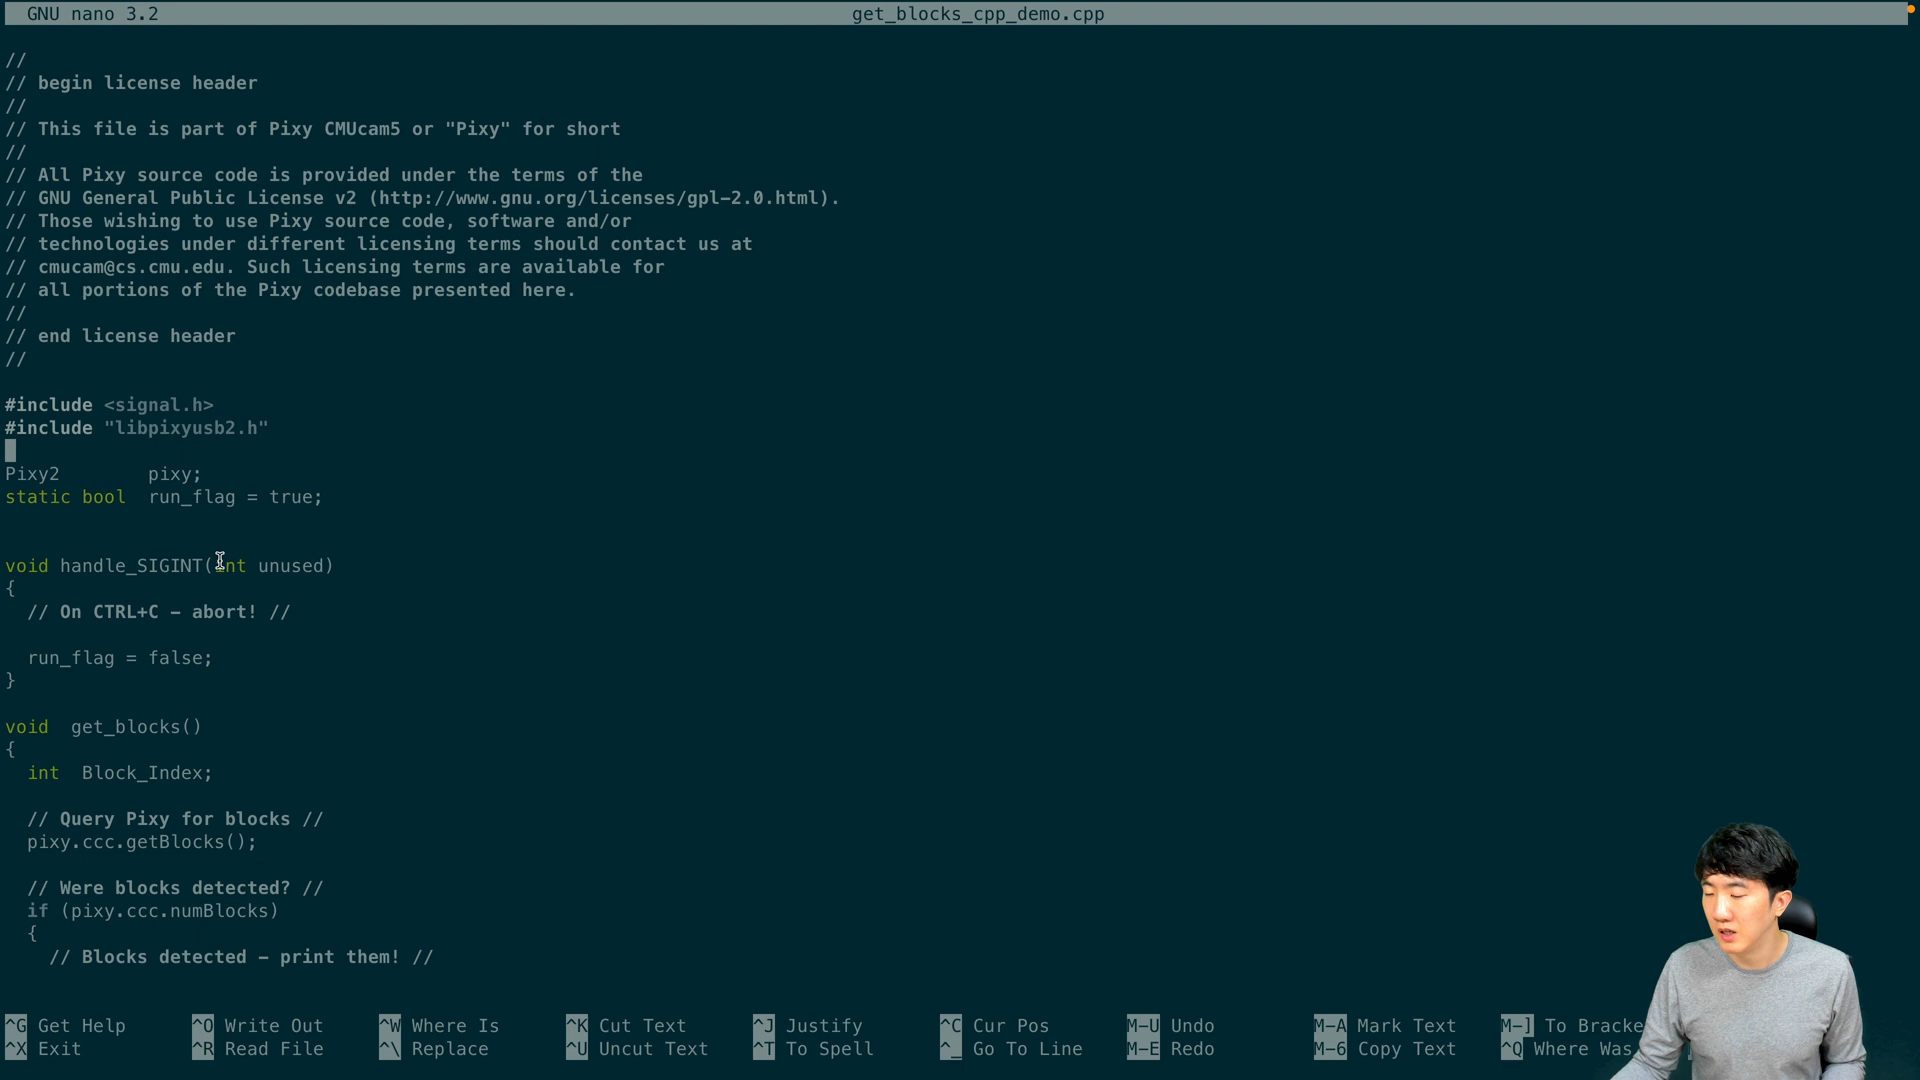 GNU nano 3.2 get_blocks_cpp_demo.cpp
//
// begin license header
//
// This file is part of Pixy CMUcam5 or "Pixy" for short
//
// All Pixy source code is provided under the terms of the
// GNU General Public License v2 (http://www.gnu.org/licenses/gpl-2.0.html).
// Those wishing to use Pixy source code, software and/or
// technologies under different licensing terms should contact us at
// cmucam@cs.cmu.edu. Such licensing terms are available for
// all portions of the Pixy codebase presented here.
//
// end license header
//
#include <signal.h>
#include "libpixyusb2.h"
Pixy2 pixy;
static bool run_flag = true;
void handle_SIGINT(int unused)
{
// On CTRL+C - abort! //
run_flag = false;
}
void get_blocks()
{
int Block_Index;
// Query Pixy for blocks //
pixy.ccc.getBlocks();
// Were blocks detected? //
if (pixy.ccc.numBlocks)
{
// Blocks detected - print them! //
^G Get Help ^O Write Out ^W Where Is ^K Cut Text ^J Justify ^C Cur Pos M-U Undo M-A Mark Text M-] To Bracke
^X Exit ^R Read File ^\ Replace ^U Uncut Text ^T To Spell ^_ Go To Line M-E Redo M-6 Copy Text ^Q Where Was